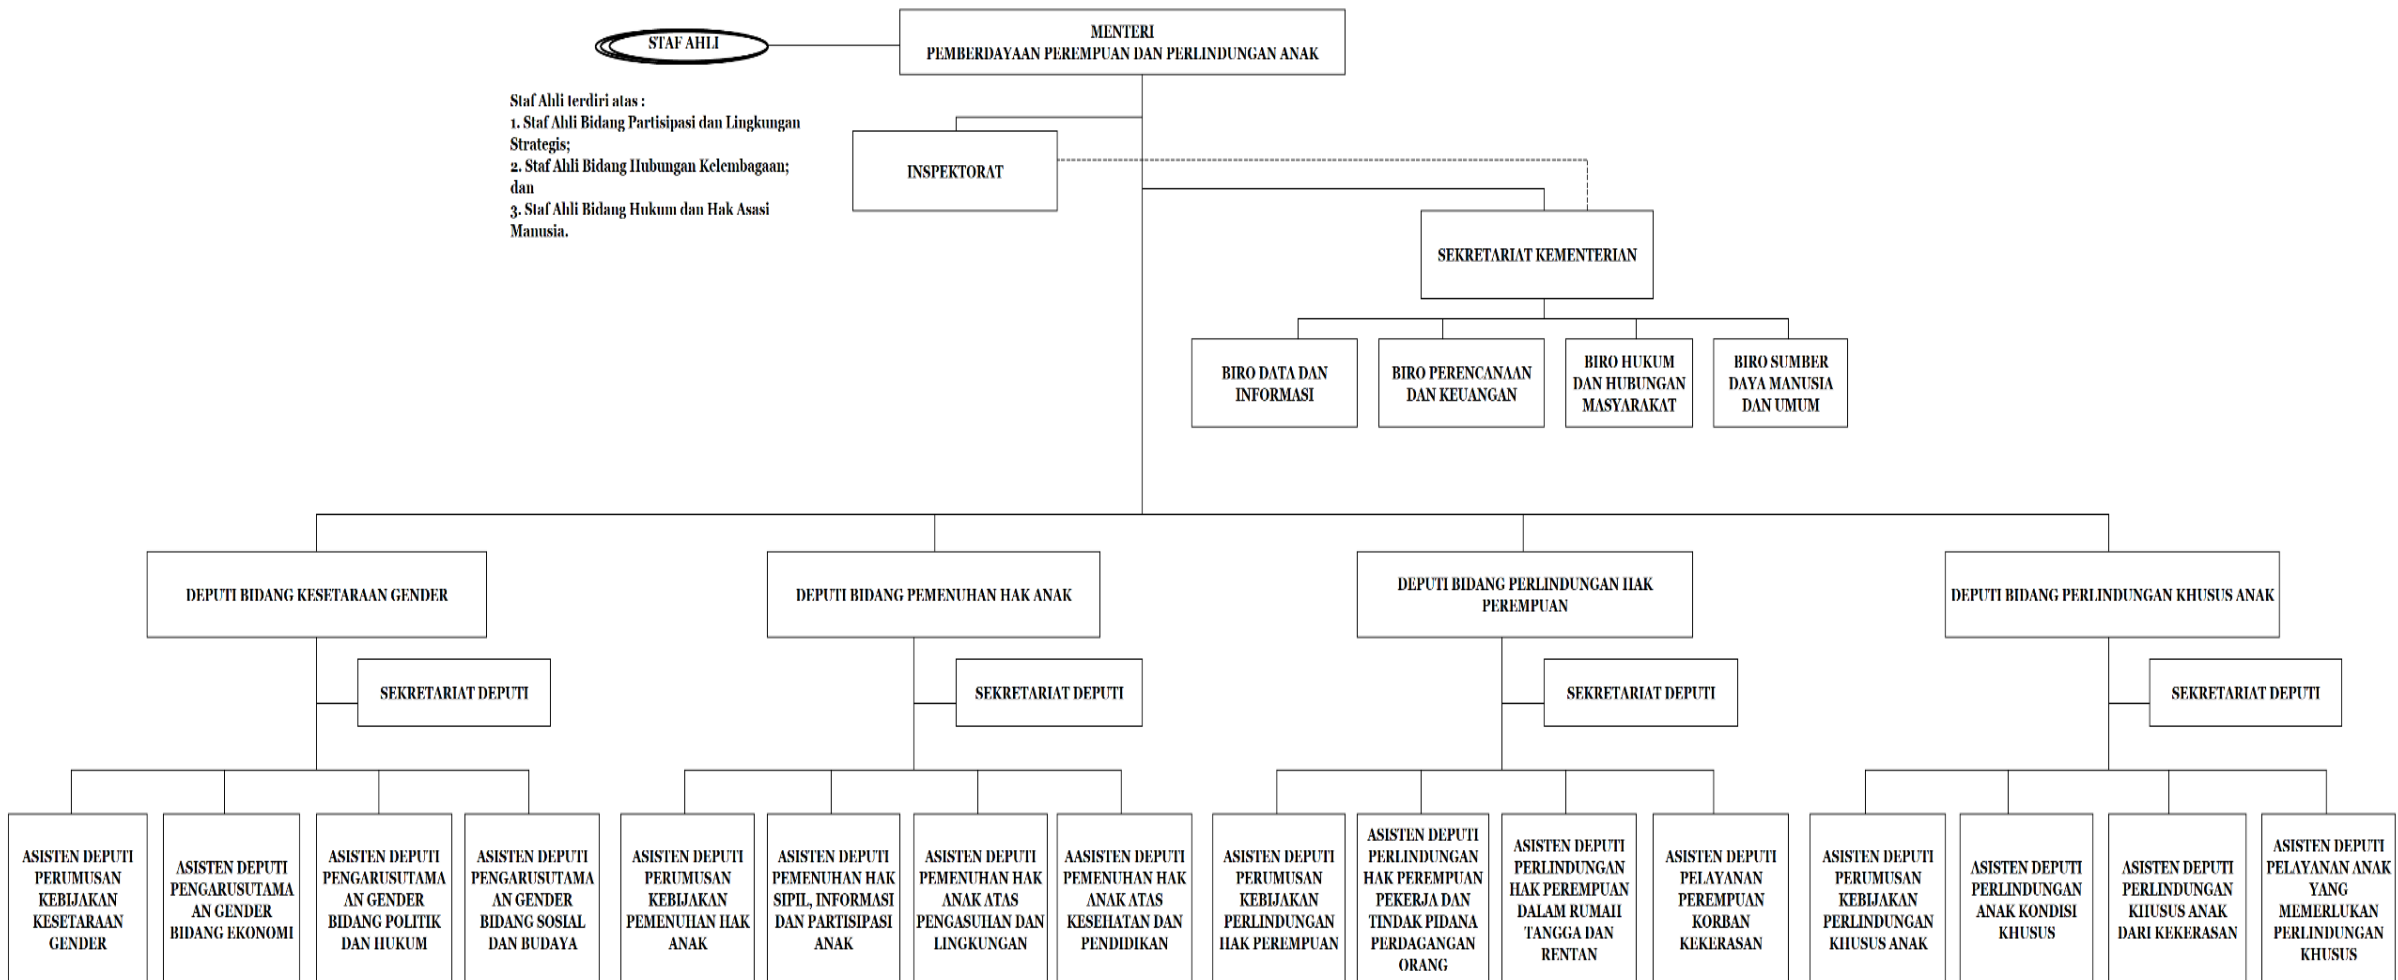 STAF AHLI
MENTERI
PEMBERDAYAAN PEREMPUAN DAN PERLINDUNGAN ANAK
Staf Ahli terdiri atas :
1. Staf Ahli Bidang Partisipasi dan Lingkungan
Strategis;
2. Staf Ahli Bidang Hubungan Kelembagaan;
dan
3. Staf Ahli Bidang Hukum dan Hak Asasi
Manusia.
INSPEKTORAT
SEKRETARIAT KEMENTERIAN
BIRO DATA DAN
INFORMASI
BIRO PERENCANAAN
DAN KEUANGAN
BIRO HUKUM
DAN HUBUNGAN
MASYARAKAT
BIRO SUMBER
DAYA MANUSIA
DAN UMUM
DEPUTI BIDANG KESETARAAN GENDER
DEPUTI BIDANG PEMENUHAN HAK ANAK
DEPUTI BIDANG PERLINDUNGAN HAK
PEREMPUAN
DEPUTI BIDANG PERLINDUNGAN KHUSUS ANAK
SEKRETARIAT DEPUTI
SEKRETARIAT DEPUTI
SEKRETARIAT DEPUTI
SEKRETARIAT DEPUTI
ASISTEN DEPUTI
PERUMUSAN
KEBIJAKAN
KESETARAAN
GENDER
ASISTEN DEPUTI
PENGARUSUTAMA
AN GENDER
BIDANG EKONOMI
ASISTEN DEPUTI
PENGARUSUTAMA
AN GENDER
BIDANG POLITIK
DAN HUKUM
ASISTEN DEPUTI
PENGARUSUTAMA
AN GENDER
BIDANG SOSIAL
DAN BUDAYA
ASISTEN DEPUTI
PERUMUSAN
KEBIJAKAN
PEMENUHAN HAK
ANAK
ASISTEN DEPUTI
PEMENUHAN HAK
SIPIL, INFORMASI
DAN PARTISIPASI
ANAK
ASISTEN DEPUTI
PEMENUHAN HAK
ANAK ATAS
PENGASUHAN DAN
LINGKUNGAN
AASISTEN DEPUTI
PEMENUHAN HAK
ANAK ATAS
KESEHATAN DAN
PENDIDIKAN
ASISTEN DEPUTI
PERUMUSAN
KEBIJAKAN
PERLINDUNGAN
HAK PEREMPUAN
ASISTEN DEPUTI
PERLINDUNGAN
HAK PEREMPUAN
PEKERJA DAN
TINDAK PIDANA
PERDAGANGAN
ORANG
ASISTEN DEPUTI
PERLINDUNGAN
HAK PEREMPUAN
DALAM RUMAH
TANGGA DAN
RENTAN
ASISTEN DEPUTI
PELAYANAN
PEREMPUAN
KORBAN
KEKERASAN
ASISTEN DEPUTI
PERUMUSAN
KEBIJAKAN
PERLINDUNGAN
KHUSUS ANAK
ASISTEN DEPUTI
PERLINDUNGAN
ANAK KONDISI
KHUSUS
ASISTEN DEPUTI
PERLINDUNGAN
KHUSUS ANAK
DARI KEKERASAN
ASISTEN DEPUTI
PELAYANAN ANAK
YANG
MEMERLUKAN
PERLINDUNGAN
KHUSUS